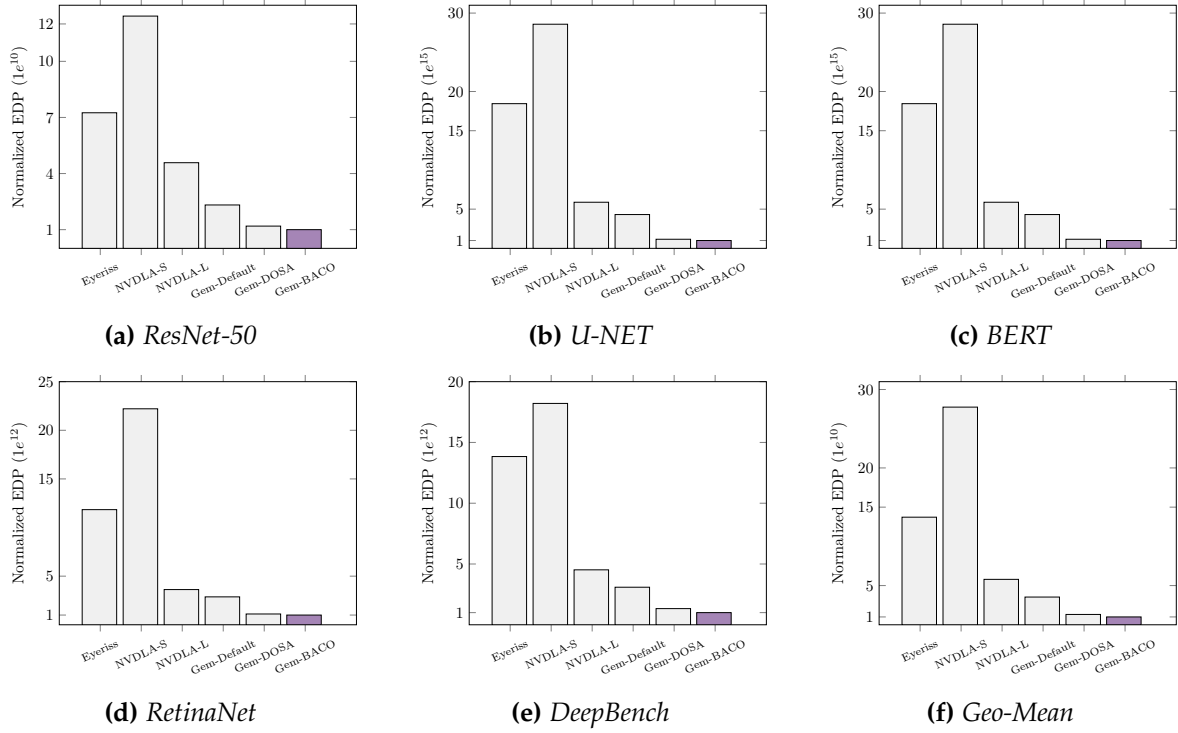 Normalized EDP (1e^10)
12
10
7
4
1
Eyeriss
NVDLA-S
NVDLA-L
Gem-Default
Gem-DOSA
Gem-BACO
(a) ResNet-50
Normalized EDP (1e^15)
30
20
15
5
1
Eyeriss
NVDLA-S
NVDLA-L
Gem-Default
Gem-DOSA
Gem-BACO
(b) U-NET
Normalized EDP (1e^15)
30
20
15
5
1
Eyeriss
NVDLA-S
NVDLA-L
Gem-Default
Gem-DOSA
Gem-BACO
(c) BERT
Normalized EDP (1e^12)
25
22
15
5
1
Eyeriss
NVDLA-S
NVDLA-L
Gem-Default
Gem-DOSA
Gem-BACO
(d) RetinaNet
Normalized EDP (1e^12)
20
15
10
5
1
Eyeriss
NVDLA-S
NVDLA-L
Gem-Default
Gem-DOSA
Gem-BACO
(e) DeepBench
Normalized EDP (1e^10)
30
20
15
5
1
Eyeriss
NVDLA-S
NVDLA-L
Gem-Default
Gem-DOSA
Gem-BACO
(f) Geo-Mean